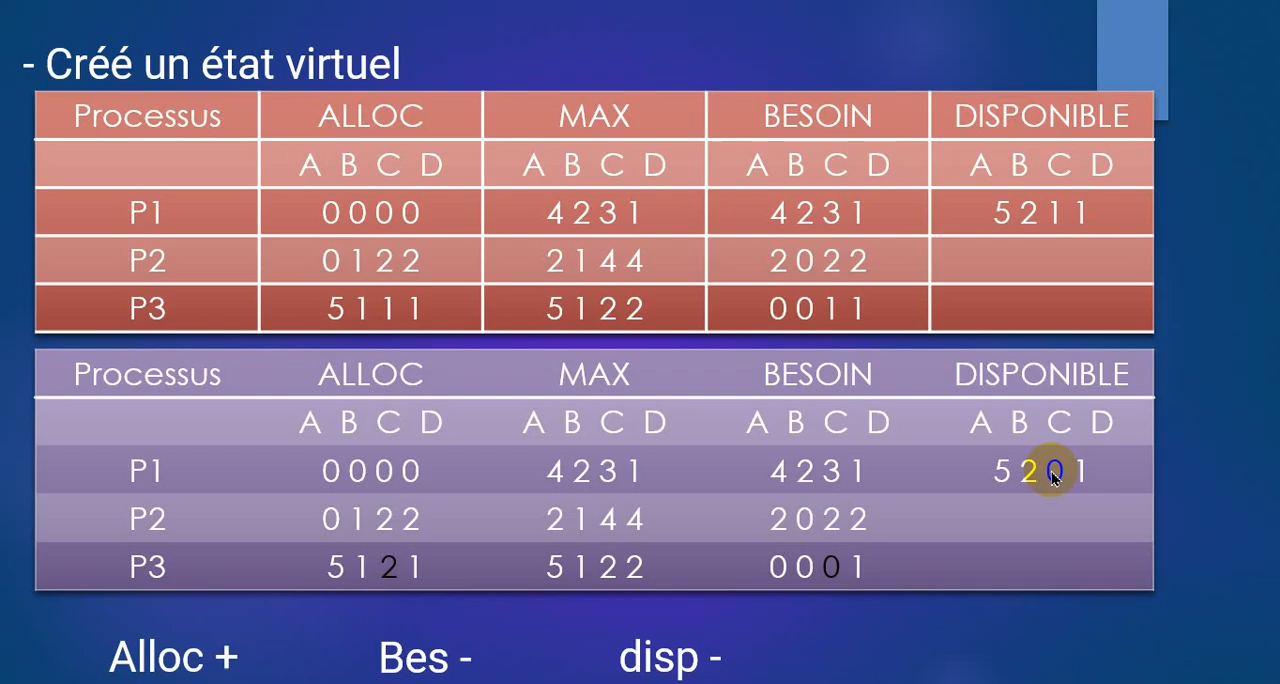 - Créé un état virtuel
Processus ALLOC MAX BESOIN DISPONIBLE
A B C D A B C D A B C D A B C D
P1 0 0 0 0 4 2 3 1 4 2 3 1 5 2 1 1
P2 0 1 2 2 2 1 4 4 2 0 2 2
P3 5 1 1 1 5 1 2 2 0 0 1 1
Processus ALLOC MAX BESOIN DISPONIBLE
A B C D A B C D A B C D A B C D
P1 0 0 0 0 4 2 3 1 4 2 3 1 5 2 0 1
P2 0 1 2 2 2 1 4 4 2 0 2 2
P3 5 1 2 1 5 1 2 2 0 0 0 1
Alloc + Bes - disp -